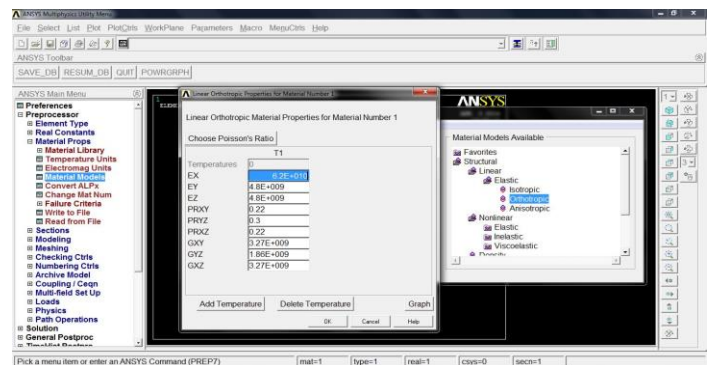 ANSYS Multiphysics Utility Menu
File Select List Plot PlotCtrls WorkPlane Parameters Macro MenuCtrls Help
ANSYS Toolbar
SAVE_DB RESUM_DB QUIT POWRGRPH
ANSYS Main Menu
Preferences
Preprocessor
Element Type
Real Constants
Material Props
Material Library
Temperature Units
Electromag Units
Material Models
Convert ALPx
Change Mat Num
Failure Criteria
Write to File
Read from File
Sections
Modeling
Meshing
Checking Ctrls
Numbering Ctrls
Archive Model
Coupling / Ceqn
Multi-field Set Up
Loads
Physics
Path Operations
Solution
General Postproc
TimeHist Postpro
1
Linear Orthotropic Properties for Material Number 1
Linear Orthotropic Material Properties for Material Number 1
Choose Poisson's Ratio
T1
Temperatures 0
EX 6.2E+010
EY 4.8E+009
EZ 4.8E+009
PRXY 0.22
PRYZ 0.3
PRXZ 0.22
GXY 3.27E+009
GYZ 1.86E+009
GXZ 3.27E+009
Add Temperature Delete Temperature Graph
OK Cancel Help
ANSYS
Material Models Available
Favorites
Structural
Linear
Elastic
Isotropic
Orthotropic
Anisotropic
Nonlinear
Elastic
Inelastic
Viscoelastic
Density
1
3
Pick a menu item or enter an ANSYS Command (PREP7) mat=1 type=1 real=1 csys=0 secn=1